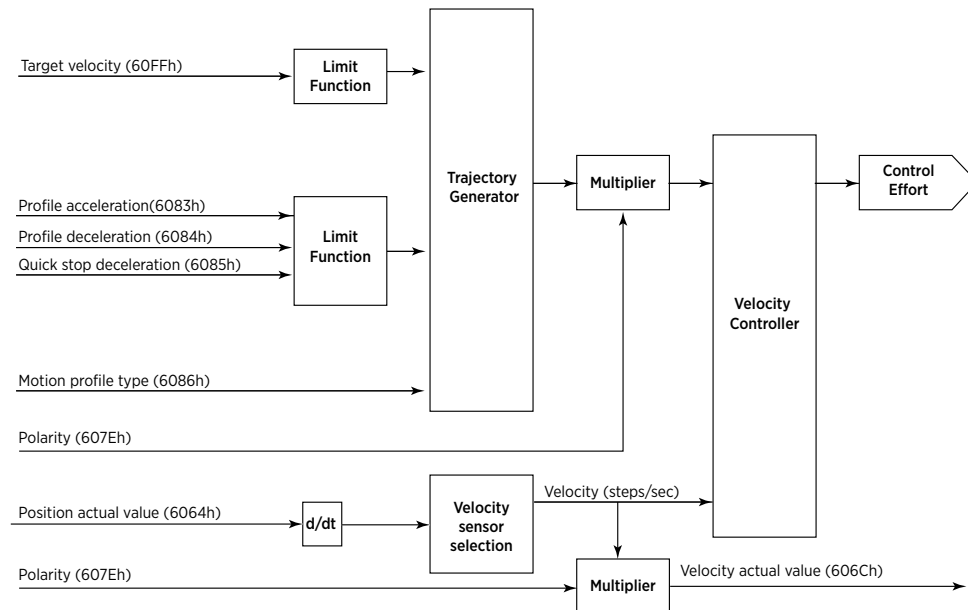 Target velocity (60FFh)
Limit
Function
Trajectory
Generator
Multiplier
Control
Effort
Profile acceleration(6083h)
Profile deceleration (6084h)
Quick stop deceleration (6085h)
Limit
Function
Velocity
Controller
Motion profile type (6086h)
Polarity (607Eh)
Position actual value (6064h)
d/dt
Velocity
sensor
selection
Velocity (steps/sec)
Polarity (607Eh)
Multiplier
Velocity actual value (606Ch)